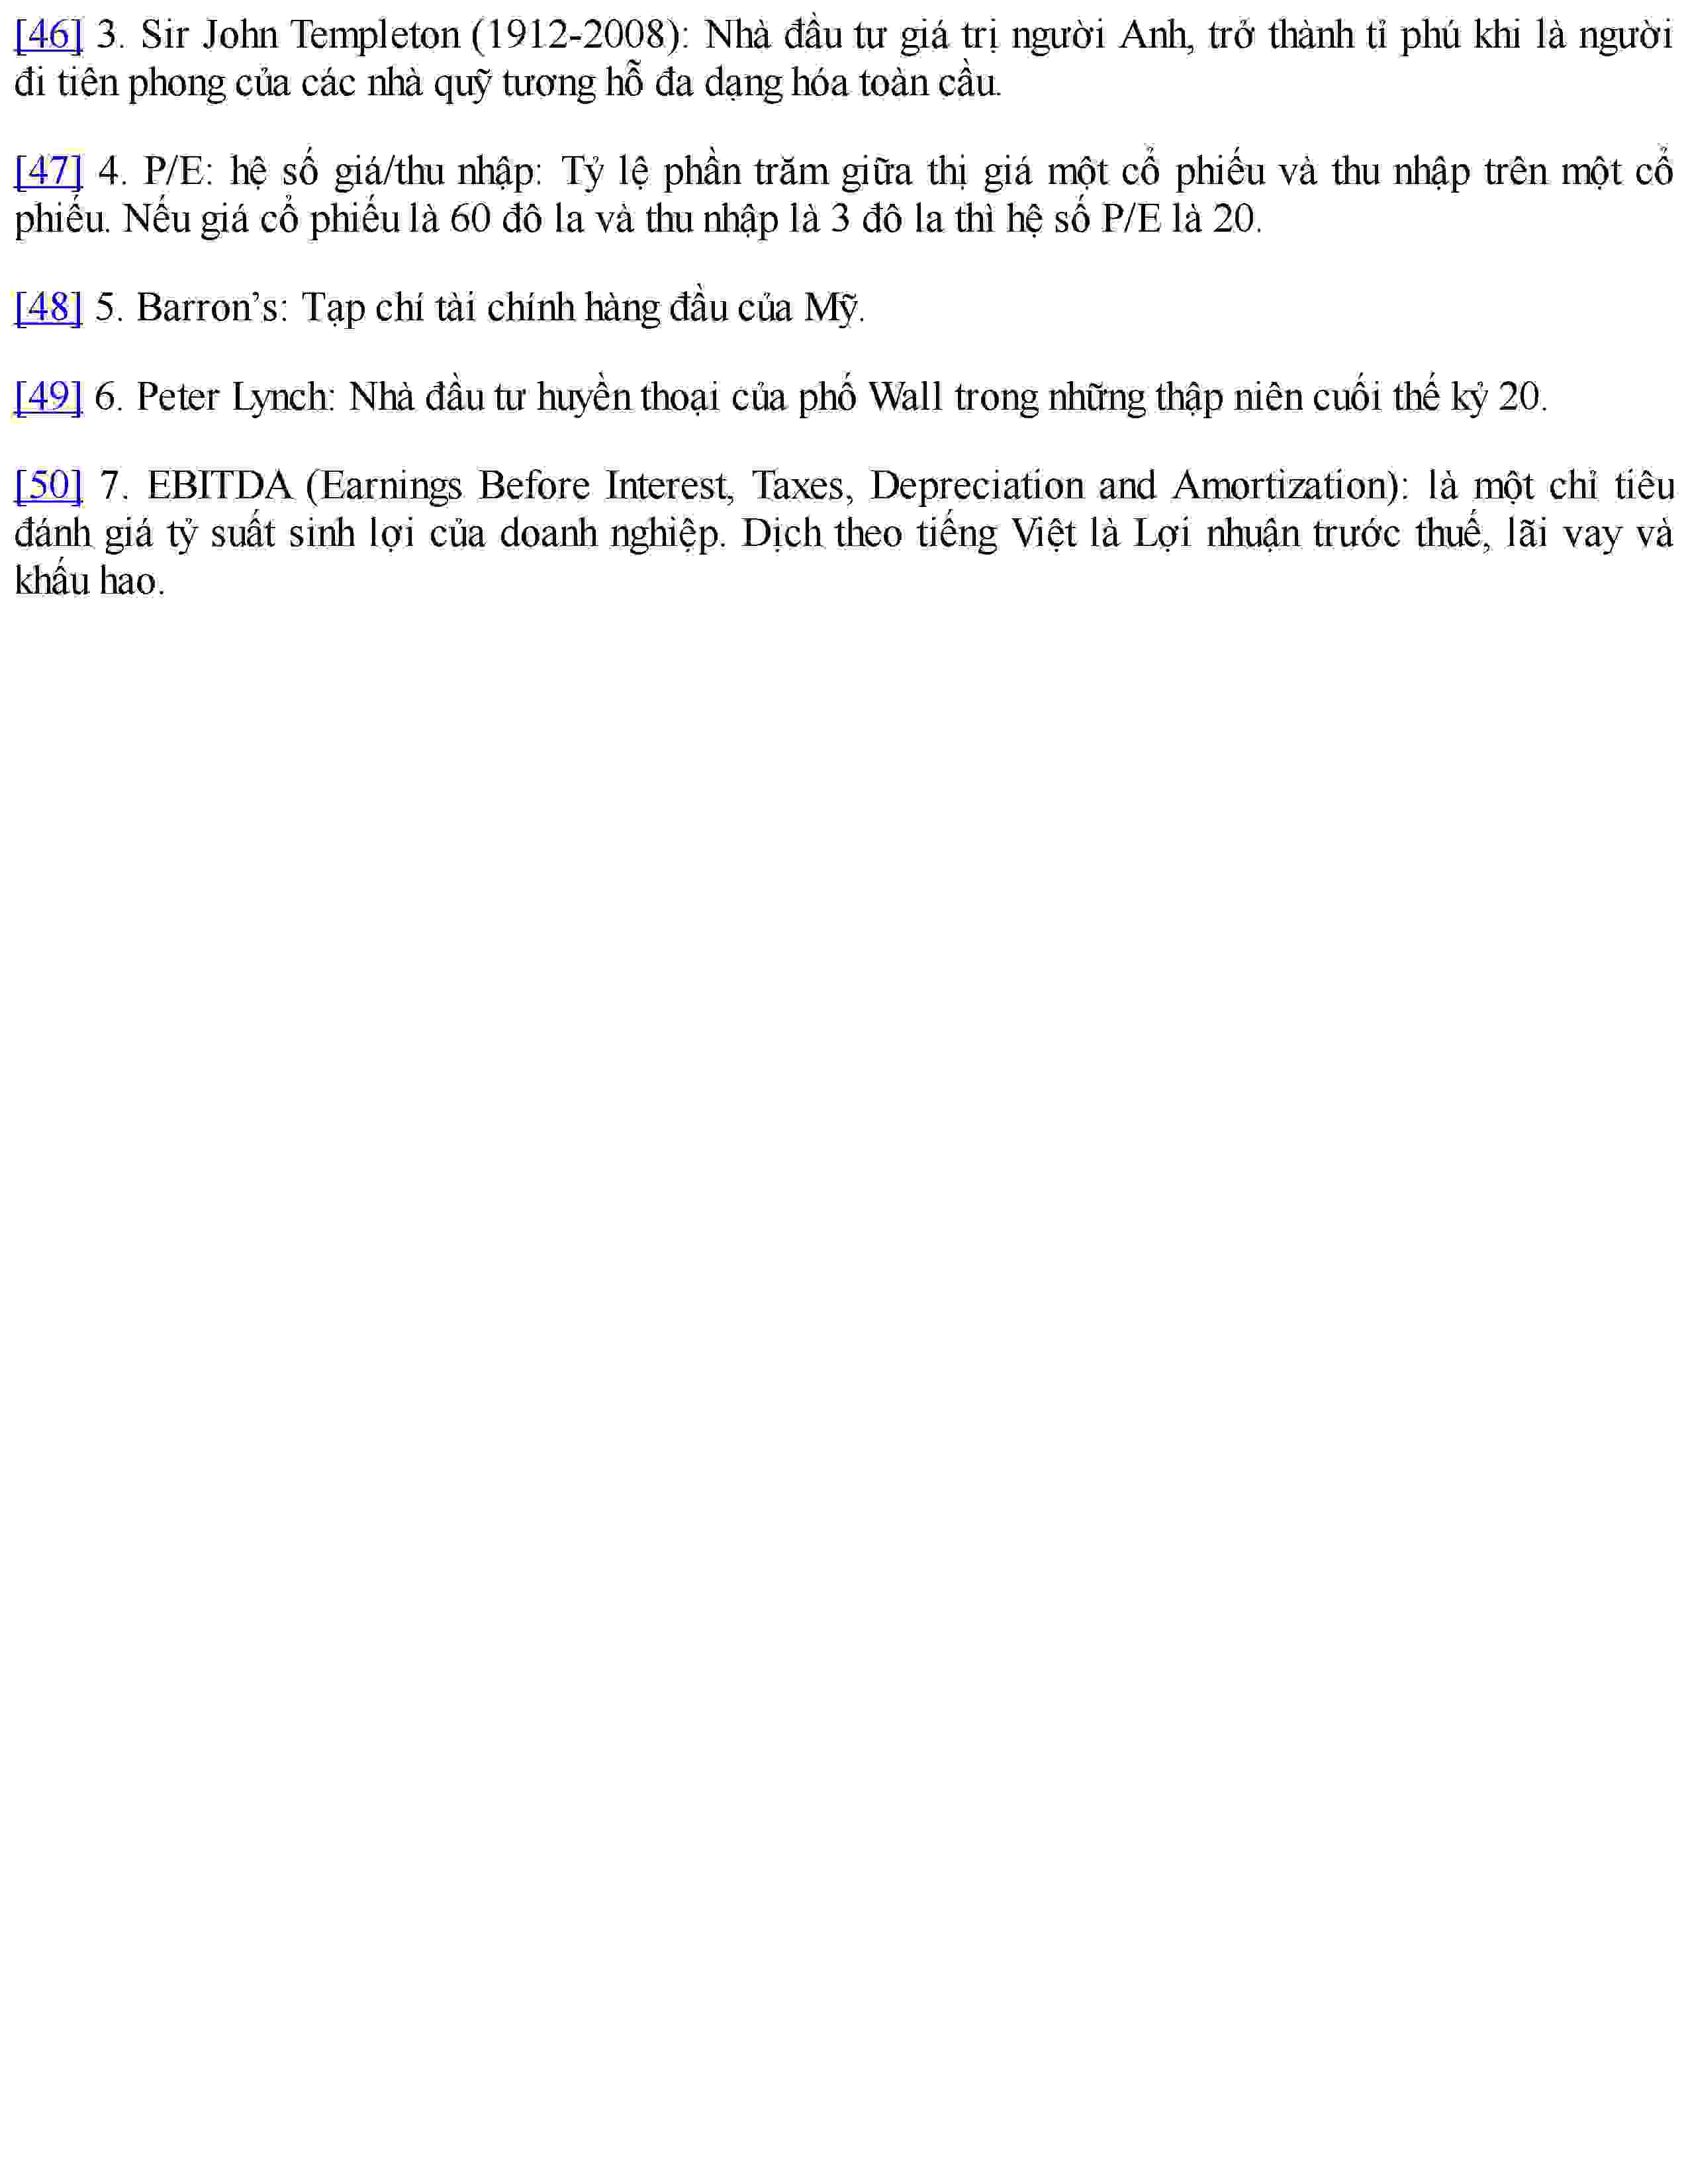 [46] 3. Sir John Templeton (1912-2008): Nhà đầu tư giá trị người Anh, trở thành tỉ phú khi là người
đi tiên phong của các nhà quỹ tương hỗ đa dạng hóa toàn cầu.
[47] 4. P/E: hệ số giá/thu nhập: Tỷ lệ phần trăm giữa thị giá một cổ phiếu và thu nhập trên một cổ
phiếu. Nếu giá cổ phiếu là 60 đô la và thu nhập là 3 đô la thì hệ số P/E là 20.
[48] 5. Barron’s: Tạp chí tài chính hàng đầu của Mỹ.
[49] 6. Peter Lynch: Nhà đầu tư huyền thoại của phố Wall trong những thập niên cuối thế kỷ 20.
[50] 7. EBITDA (Earnings Before Interest, Taxes, Depreciation and Amortization): là một chỉ tiêu
đánh giá tỷ suất sinh lợi của doanh nghiệp. Dịch theo tiếng Việt là Lợi nhuận trước thuế, lãi vay và
khấu hao.